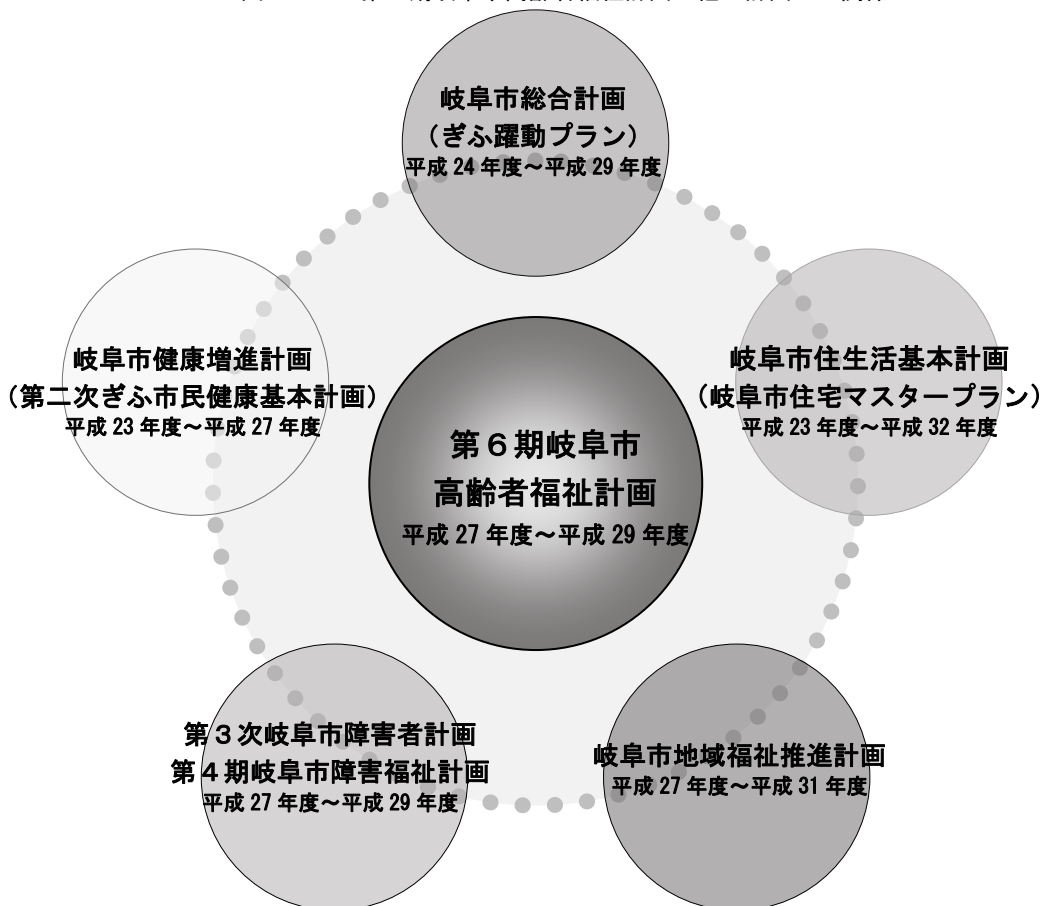 岐阜市総合計画
（ぎふ躍動プラン）
平成 24 年度～平成 29 年度
岐阜市健康増進計画
（第二次ぎふ市民健康基本計画）
平成 23 年度～平成 27 年度
岐阜市住生活基本計画
（岐阜市住宅マスタープラン）
平成 23 年度～平成 32 年度
第６期岐阜市
高齢者福祉計画
平成 27 年度～平成 29 年度
第３次岐阜市障害者計画
第４期岐阜市障害福祉計画
平成 27 年度～平成 29 年度
岐阜市地域福祉推進計画
平成 27 年度～平成 31 年度